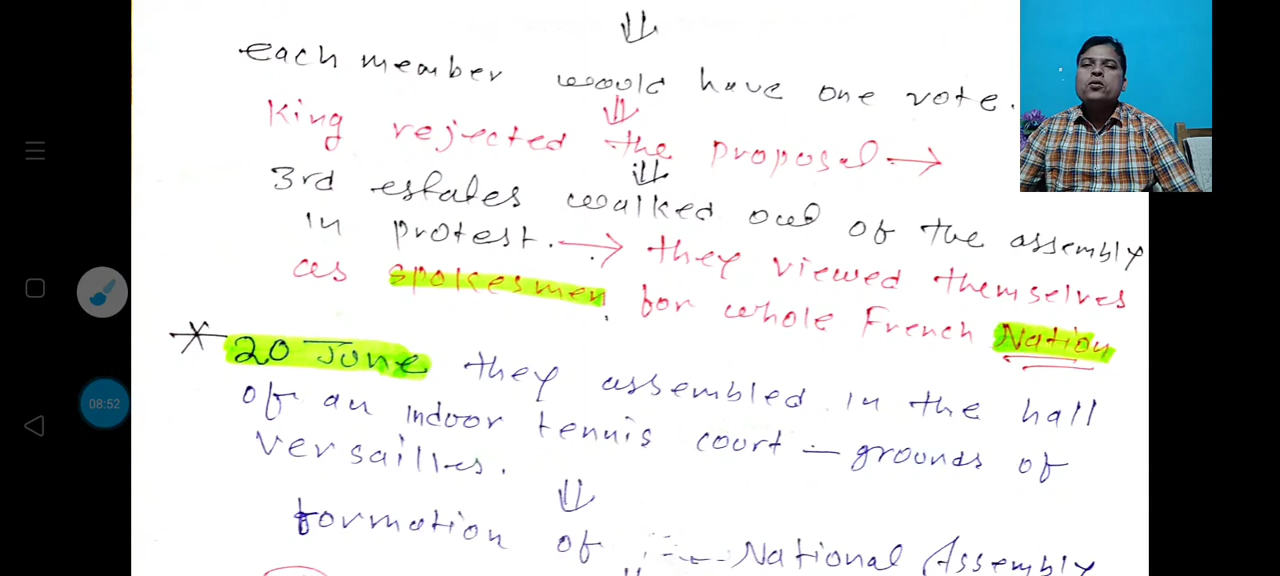 each member would have one vote.
King rejected the proposal →
3rd estates walked out of the assembly
in protest. → they viewed themselves
as spokesmen, for whole French Nation
20 June they assembled in the hall
of an indoor tennis court - grounds of
versailles.
formation of National Assembly
08:52